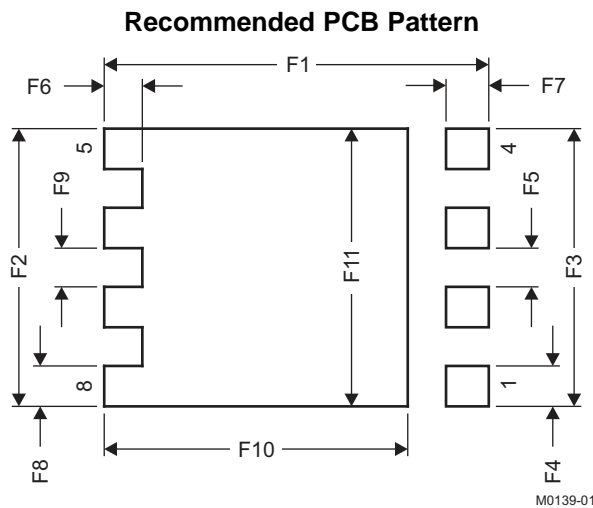 Recommended PCB Pattern
F1
F6
F7
5
4
F9
F5
F2
F11
F3
8
1
F10
F8
F4
M0139-01